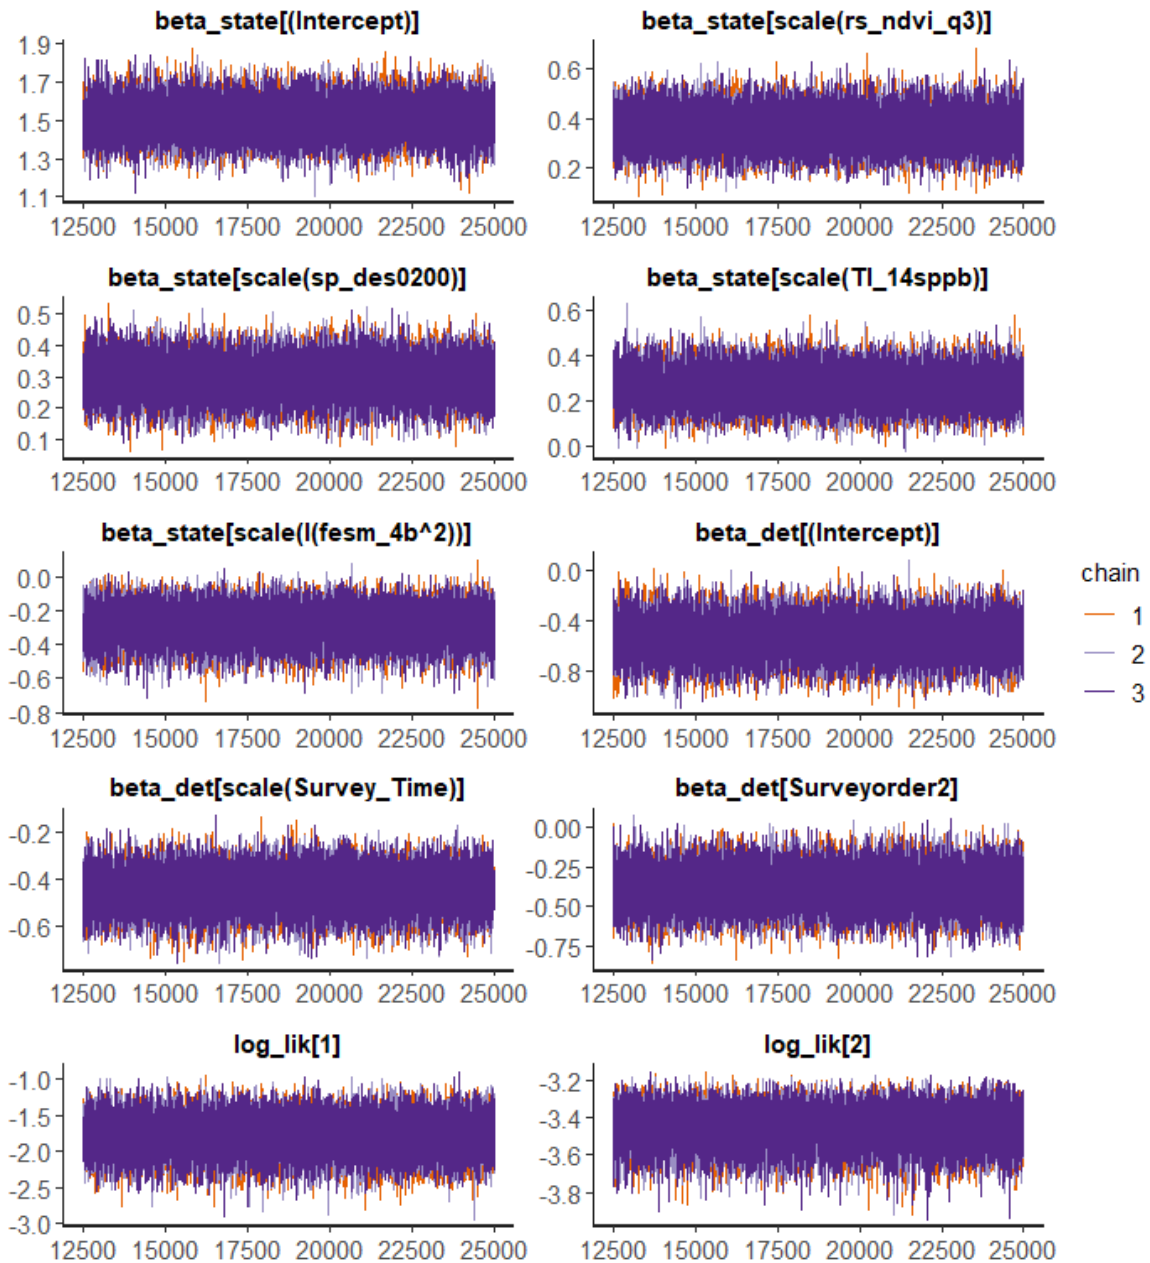 beta_state[(Intercept)] beta_state[scale(rs_ndvi_q3)]
1.9
1.7
1.5
1.3
1.1
12500 15000 17500 20000 22500 25000
0.6
0.4
0.2
12500 15000 17500 20000 22500 25000
beta_state[scale(sp_des0200)] beta_state[scale(TI_14sppb)]
0.5
0.4
0.3
0.2
0.1
12500 15000 17500 20000 22500 25000
0.6
0.4
0.2
0.0
12500 15000 17500 20000 22500 25000
beta_state[scale(I(fesm_4b^2))] beta_det[(Intercept)]
0.0
-0.2
-0.4
-0.6
-0.8
12500 15000 17500 20000 22500 25000
0.0
-0.4
-0.8
12500 15000 17500 20000 22500 25000
chain
1
2
3
beta_det[scale(Survey_Time)] beta_det[Surveyorder2]
-0.2
-0.4
-0.6
12500 15000 17500 20000 22500 25000
0.00
-0.25
-0.50
-0.75
12500 15000 17500 20000 22500 25000
log_lik[1] log_lik[2]
-1.0
-1.5
-2.0
-2.5
-3.0
12500 15000 17500 20000 22500 25000
-3.2
-3.4
-3.6
-3.8
12500 15000 17500 20000 22500 25000